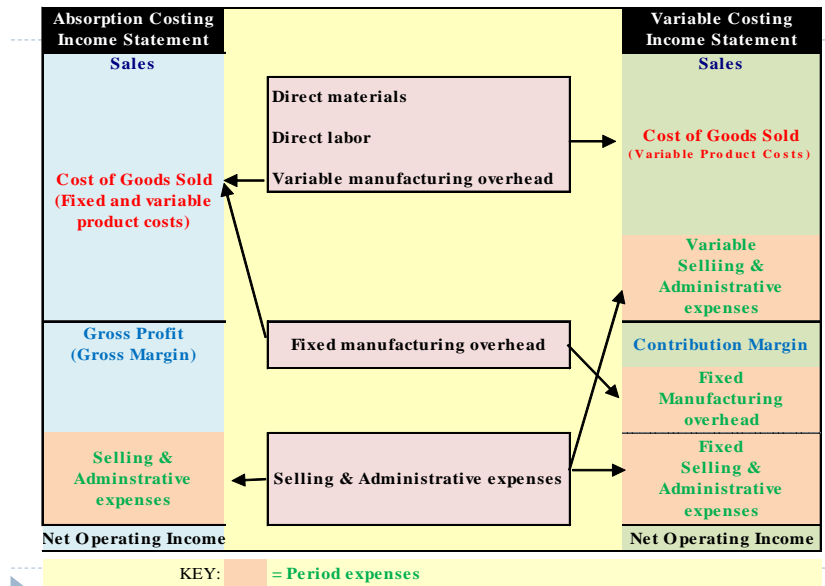 Absorption Costing
Income Statement
Sales
Cost of Goods Sold
(Fixed and variable
product costs)
Gross Profit
(Gross Margin)
Selling &
Adminstrative
expenses
Net Operating Income
Direct materials
Direct labor
Variable manufacturing overhead
Fixed manufacturing overhead
Selling & Administrative expenses
Variable Costing
Income Statement
Sales
Cost of Goods Sold
(Variable Product Costs)
Variable
Selliing &
Administrative
expenses
Contribution Margin
Fixed
Manufacturing
overhead
Fixed
Selling &
Administrative
expenses
Net Operating Income
KEY: = Period expenses